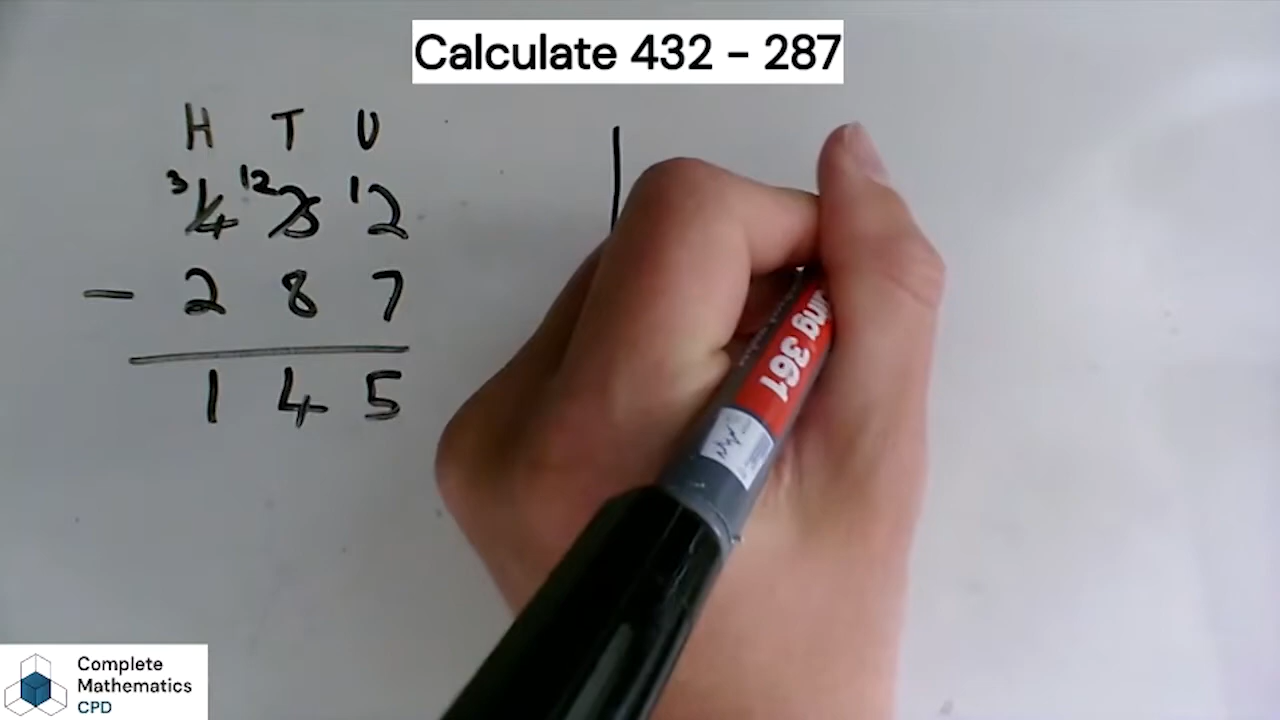 Calculate 432 - 287
H T U
3 4 12 3 1 2
- 2 8 7
1 4 5
ing 361
Complete
Mathematics
CPD